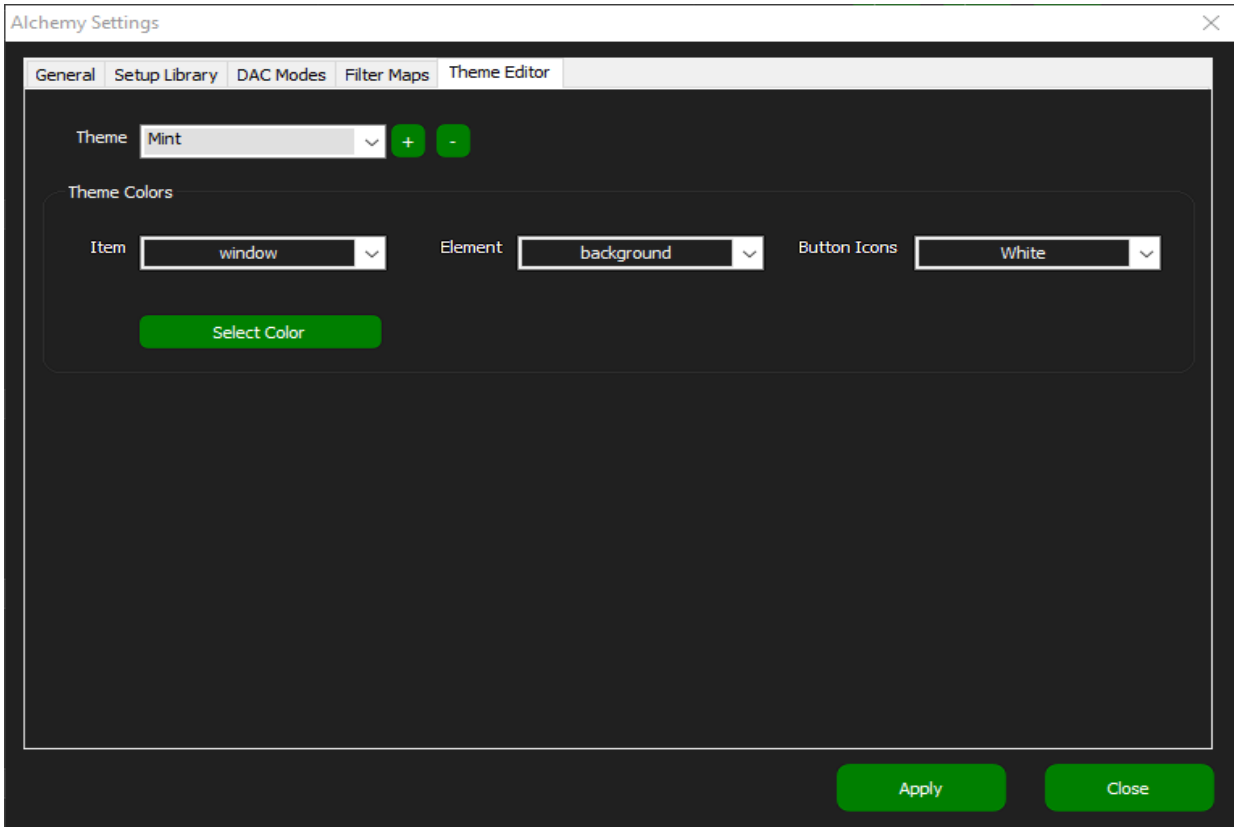 Alchemy Settings
General Setup Library DAC Modes Filter Maps Theme Editor
Theme Mint + -
Theme Colors
Item window Element background Button Icons White
Select Color
Apply Close